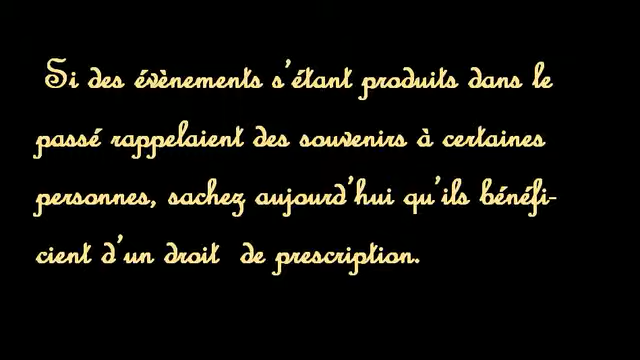 Si des évènements s'étant produits dans le
passé rappelaient des souvenirs à certaines
personnes, sachez aujourd'hui qu'ils bénéfi-
cient d'un droit de prescription.